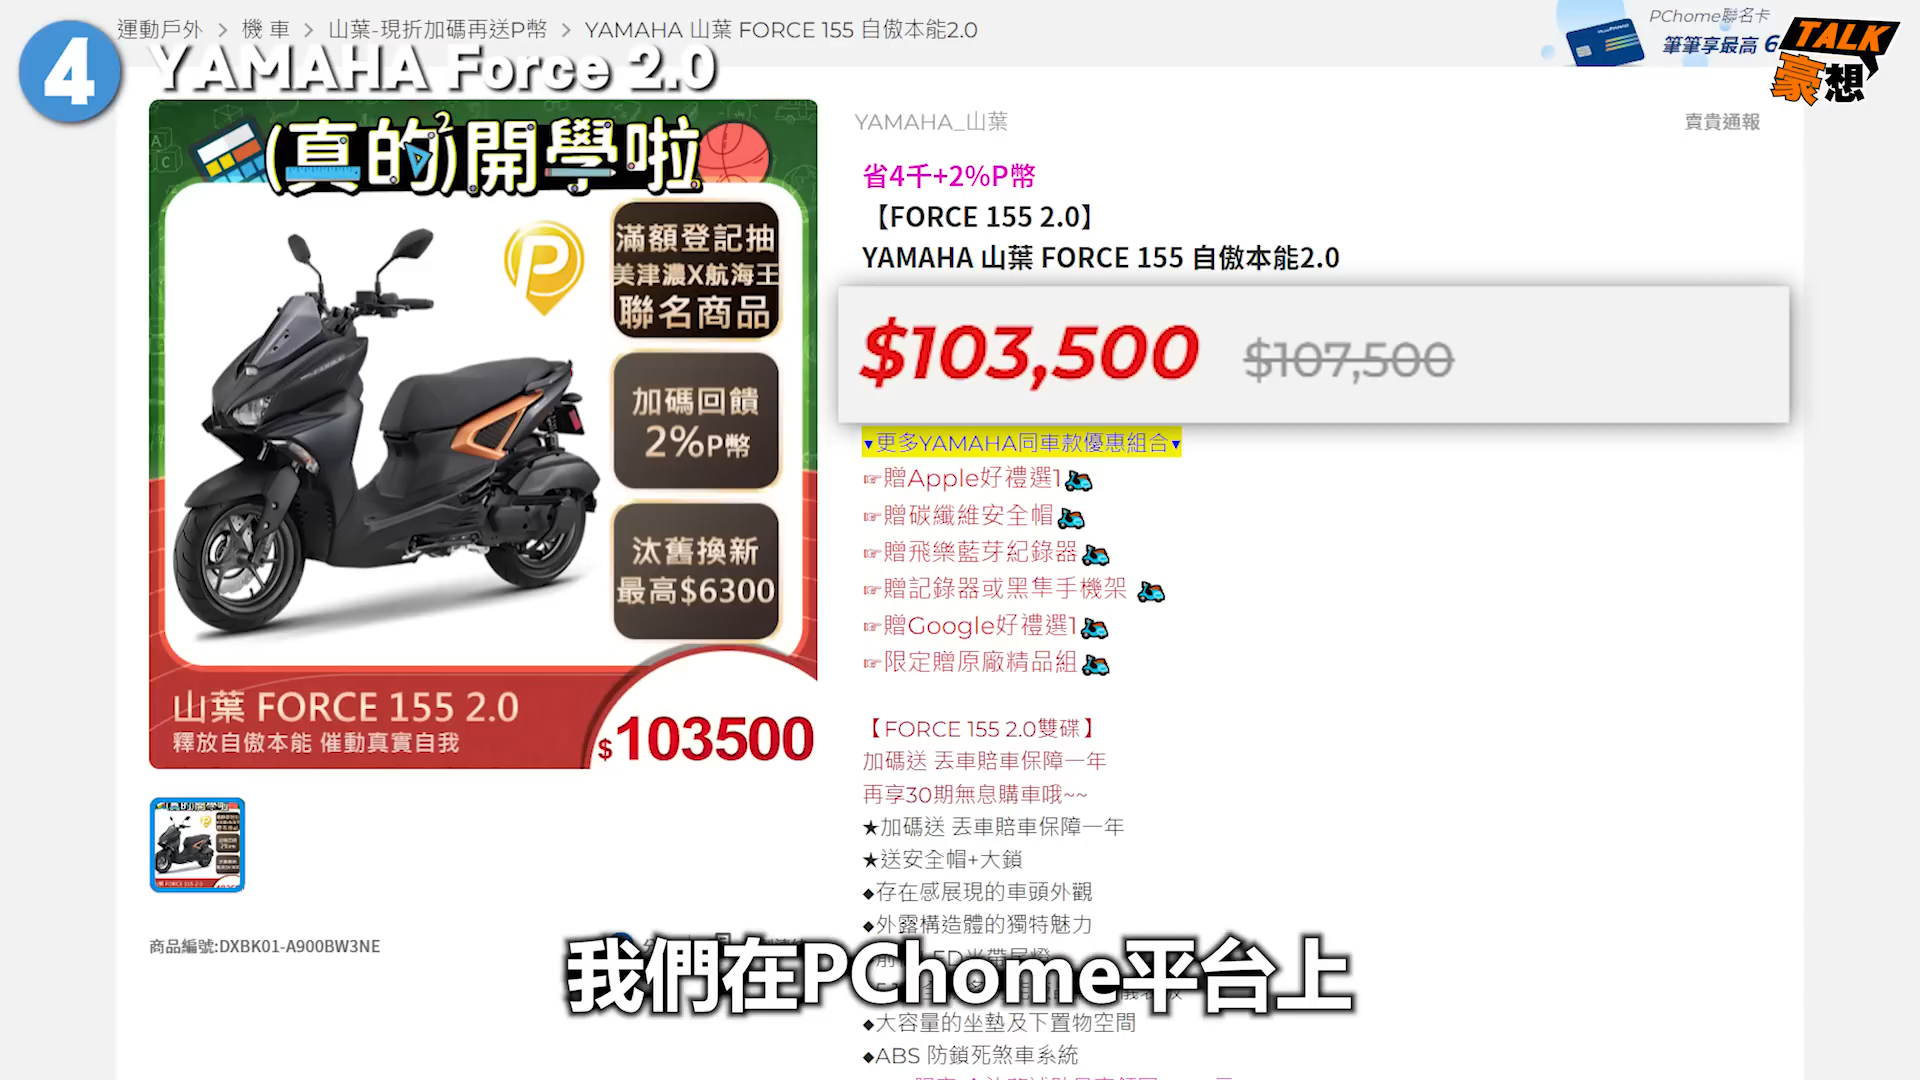 運動戶外 > 機 車 > 山葉-現折加碼再送P幣 > YAMAHA 山葉 FORCE 155 自傲本能2.0
PChome聯名卡
筆筆享最高 6
TALK
豪想
4
YAMAHA Force 2.0
(真的)2開學啦
P
滿額登記抽
美津濃X航海王
聯名商品
加碼回饋
2%P幣
汰舊換新
最高$6300
山葉 FORCE 155 2.0
釋放自傲本能 催動真實自我
$103500
商品編號:DXBK01-A900BW3NE
YAMAHA_山葉
賣貴通報
省4千+2%P幣
【FORCE 155 2.0】
YAMAHA 山葉 FORCE 155 自傲本能2.0
$103,500 $107,500
▾更多YAMAHA同車款優惠組合▾
☞贈Apple好禮選1
☞贈碳纖維安全帽
☞贈飛樂藍芽紀錄器
☞贈記錄器或黑隼手機架
☞贈Google好禮選1
☞限定贈原廠精品組
【FORCE 155 2.0雙碟】
加碼送 丟車賠車保障一年
再享30期無息購車哦~~
★加碼送 丟車賠車保障一年
★送安全帽+大鎖
◆存在感展現的車頭外觀
◆外露構造體的獨特魅力
我們在PChome平台上
◆大容量的坐墊及下置物空間
◆ABS 防鎖死煞車系統